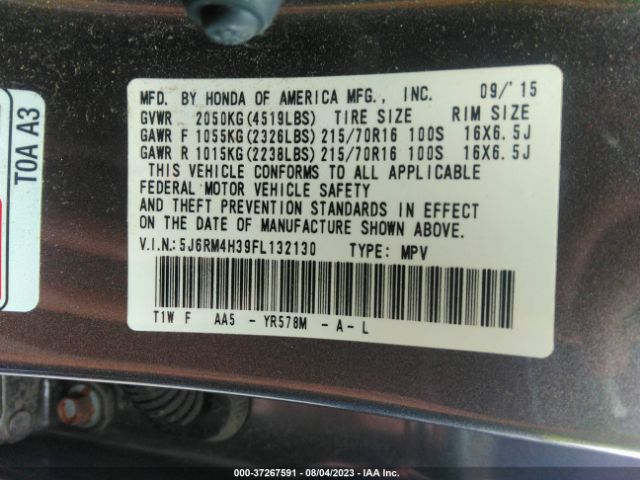 MFD. BY HONDA OF AMERICA MFG., INC. 09/'15
GVWR 2050KG(4519LBS) TIRE SIZE RIM SIZE
GAWR F 1055KG(2326LBS) 215/70R16 100S 16X6.5J
GAWR R 1015KG(2238LBS) 215/70R16 100S 16X6.5J
THIS VEHICLE CONFORMS TO ALL APPLICABLE
FEDERAL MOTOR VEHICLE SAFETY
AND THEFT PREVENTION STANDARDS IN EFFECT
ON THE DATE OF MANUFACTURE SHOWN ABOVE.
V.I.N.:5J6RM4H39FL132130 TYPE: MPV
T1W F AA5 - YR578M - A - L
T0A A3
000-37267591 - 08/04/2023 - IAA Inc.